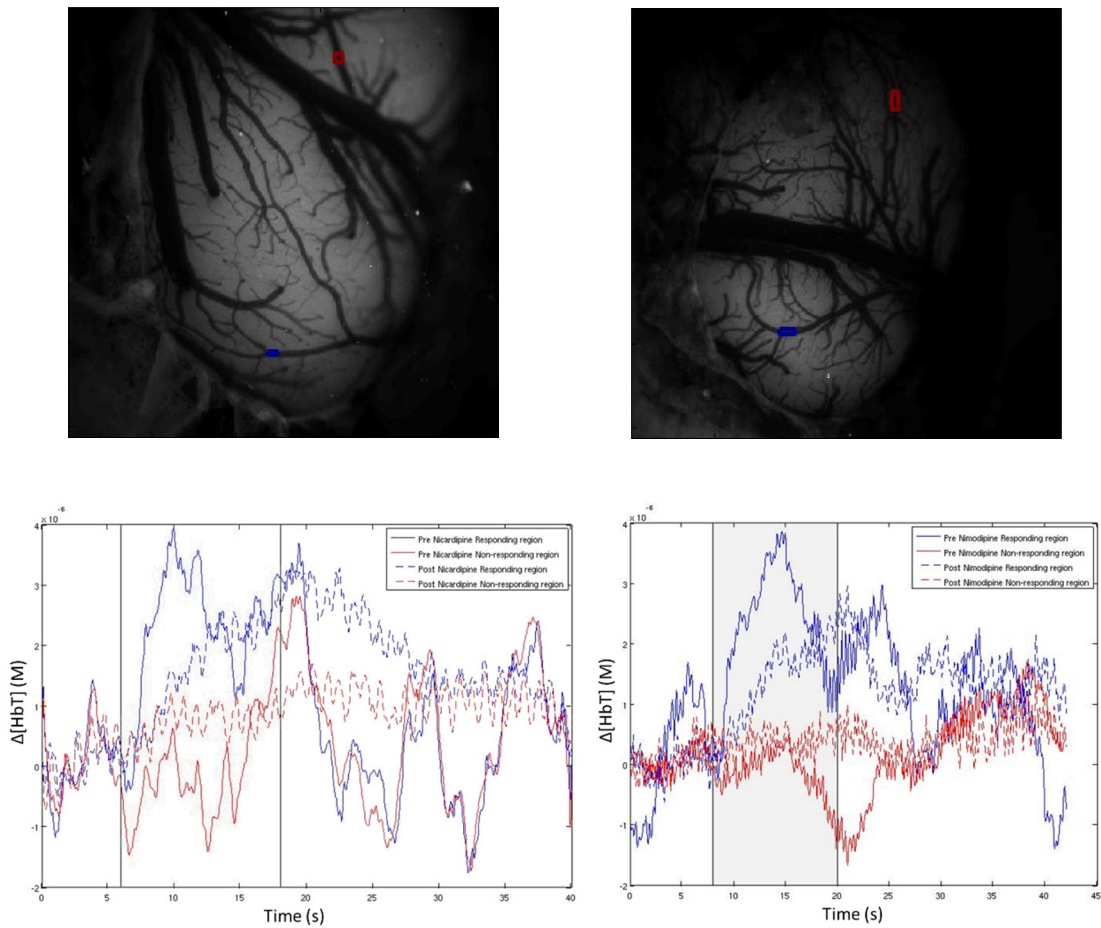 ×10 -6
4
3
2
1
0
-1
-2
Δ[HbT] (M)
Pre Nicardipine Responding region
Pre Nicardipine Non-responding region
Post Nicardipine Responding region
Post Nicardipine Non-responding region
0 5 10 15 20 25 30 35 40
Time (s)
×10 -6
4
3
2
1
0
-1
-2
Δ[HbT] (M)
Pre Nimodipine Responding region
Pre Nimodipine Non-responding region
Post Nimodipine Responding region
Post Nimodipine Non-responding region
0 5 10 15 20 25 30 35 40 45
Time (s)